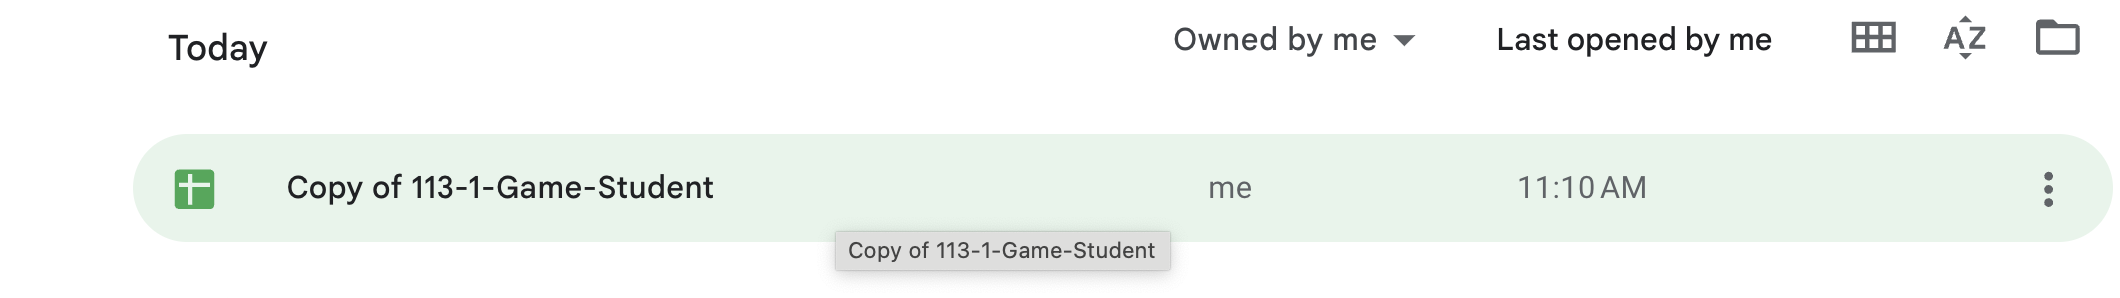 Today Owned by me Last opened by me AZ
Copy of 113-1-Game-Student me 11:10 AM
Copy of 113-1-Game-Student